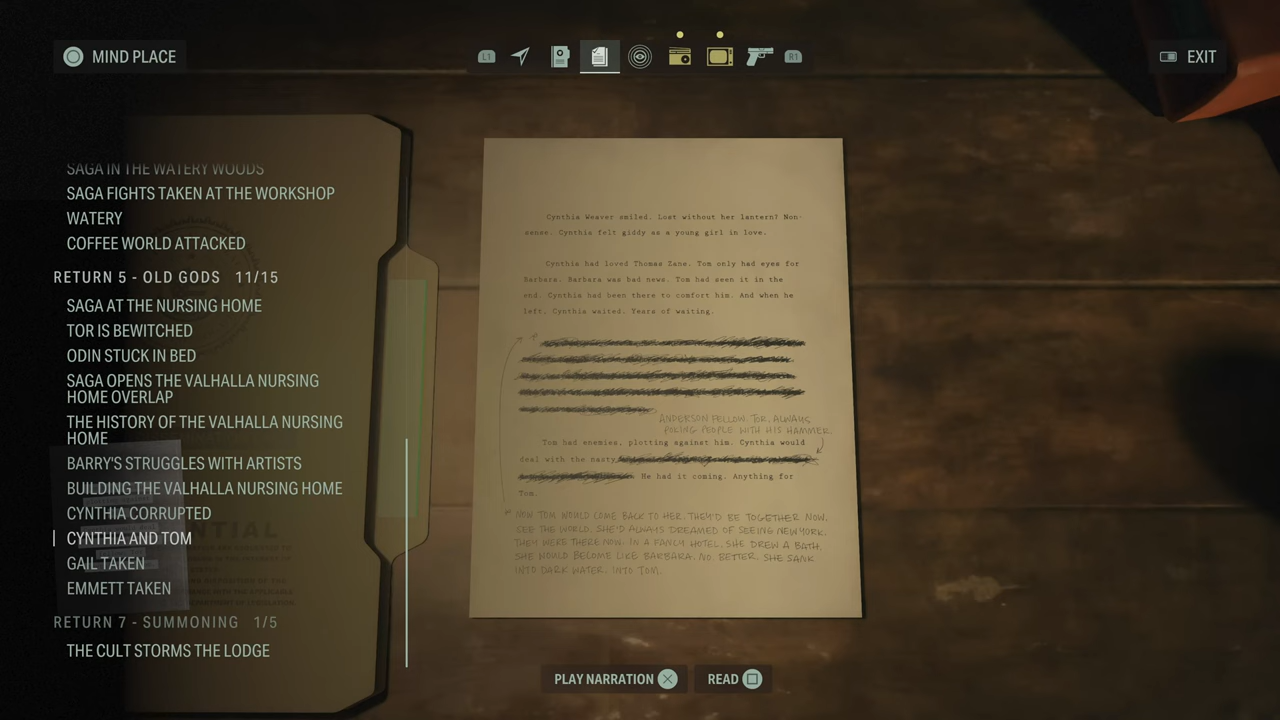 MIND PLACE
L1
R1
EXIT
SAGA IN THE WATERY WOODS
SAGA FIGHTS TAKEN AT THE WORKSHOP
WATERY
COFFEE WORLD ATTACKED
RETURN 5 - OLD GODS 11/15
SAGA AT THE NURSING HOME
TOR IS BEWITCHED
ODIN STUCK IN BED
SAGA OPENS THE VALHALLA NURSING
HOME OVERLAP
THE HISTORY OF THE VALHALLA NURSING
HOME
BARRY'S STRUGGLES WITH ARTISTS
BUILDING THE VALHALLA NURSING HOME
CYNTHIA CORRUPTED
CYNTHIA AND TOM
GAIL TAKEN
EMMETT TAKEN
RETURN 7 - SUMMONING 1/5
THE CULT STORMS THE LODGE
Cynthia Weaver smiled. Lost without her lantern? Non-
sense. Cynthia felt giddy as a young girl in love.
Cynthia had loved Thomas Zane. Tom only had eyes for
Barbara. Barbara was bad news. Tom had seen it in the
end. Cynthia had been there to comfort him. And when he
left, Cynthia waited. Years of waiting.
ANDERSON FELLOW, TOR, ALWAYS
POKING PEOPLE WITH HIS HAMMER.
Tom had enemies, plotting against him. Cynthia would
deal with the nasty
He had it coming. Anything for
Tom.
NOW TOM WOULD COME BACK TO HER. THEY'D BE TOGETHER NOW,
SEE THE WORLD. SHE'D ALWAYS DREAMED OF SEEING NEW YORK.
THEY WERE THERE NOW. IN A FANCY HOTEL. SHE DREW A BATH.
SHE WOULD BECOME LIKE BARBARA. NO. BETTER. SHE SANK
INTO DARK WATER, INTO TOM.
PLAY NARRATION
READ